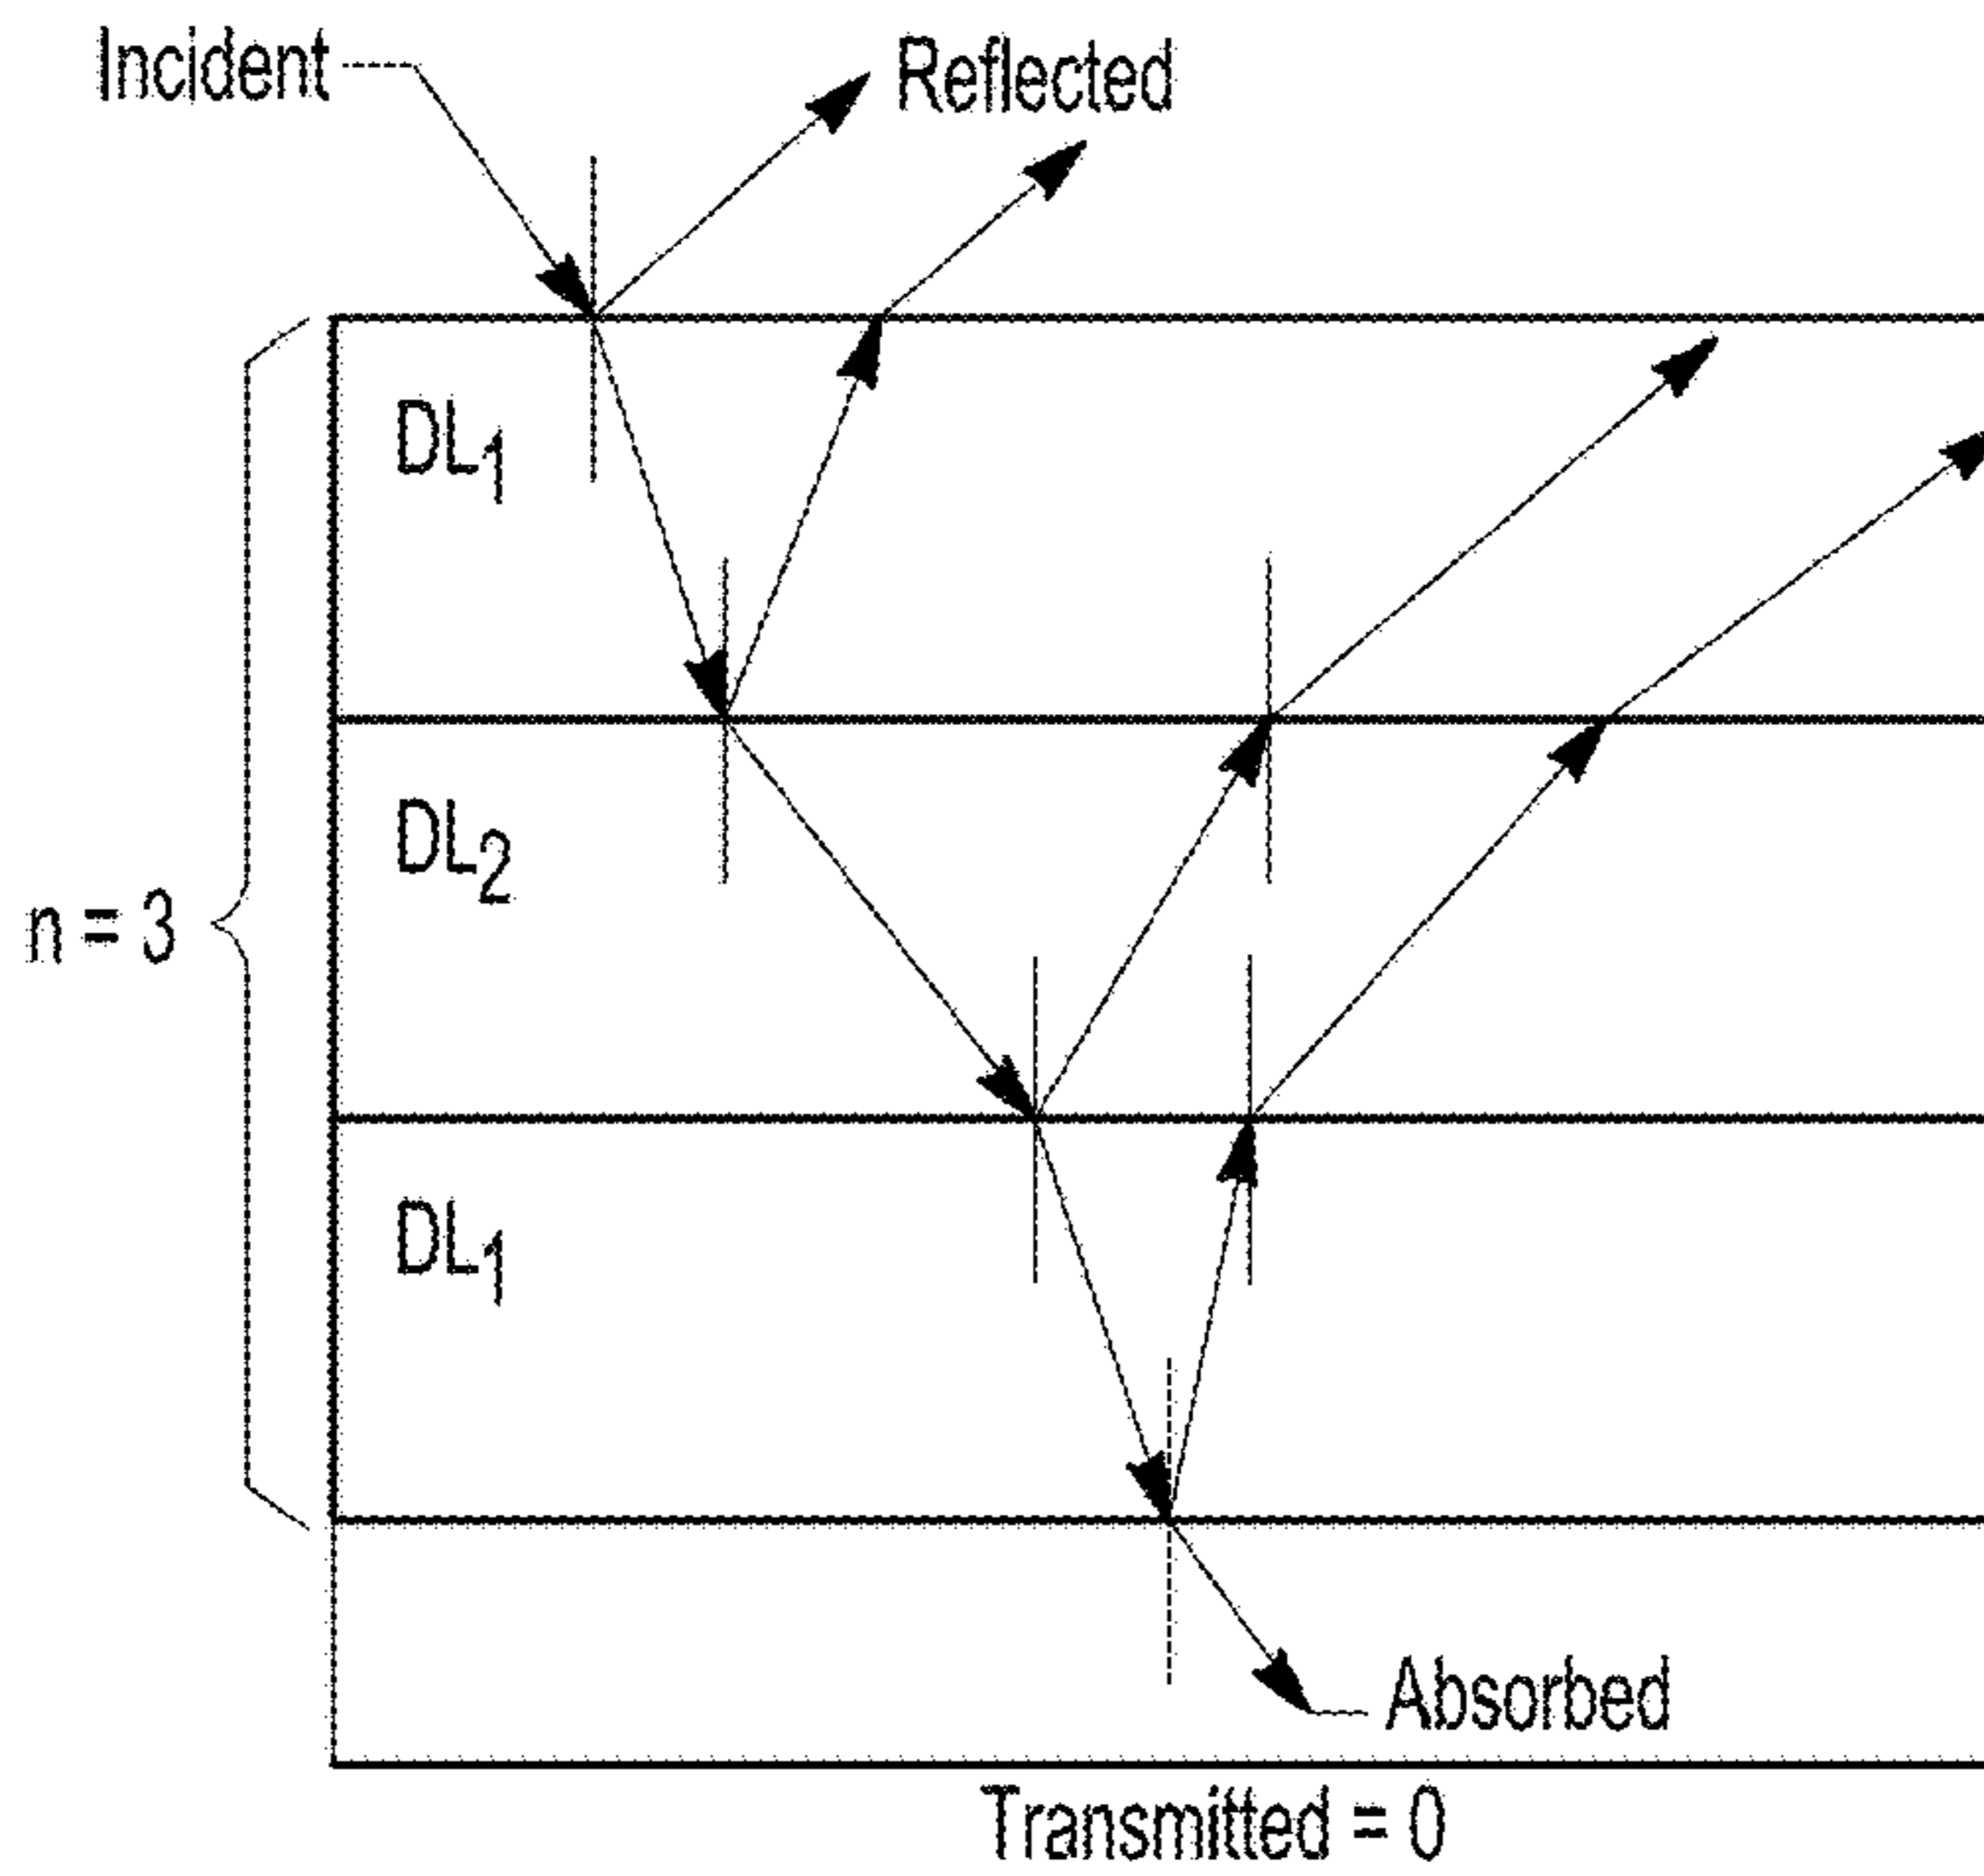 Incident
Reflected
DL1
DL2
n = 3
DL1
Absorbed
Transmitted = 0